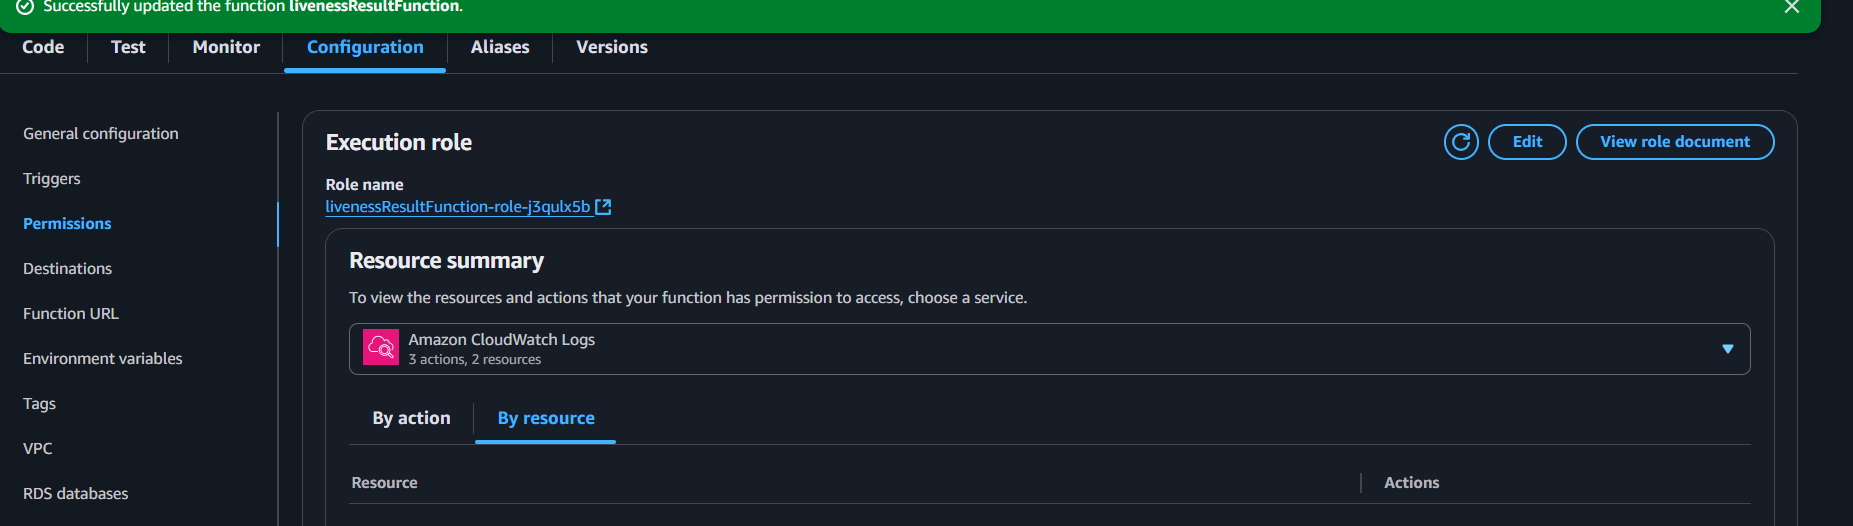 Successfully updated the function livenessResultFunction.
Code
Test
Monitor
Configuration
Aliases
Versions
General configuration
Triggers
Permissions
Destinations
Function URL
Environment variables
Tags
VPC
RDS databases
Execution role
Edit
View role document
Role name
livenessResultFunction-role-j3qulx5b
Resource summary
To view the resources and actions that your function has permission to access, choose a service.
Amazon CloudWatch Logs
3 actions, 2 resources
By action
By resource
Resource
Actions